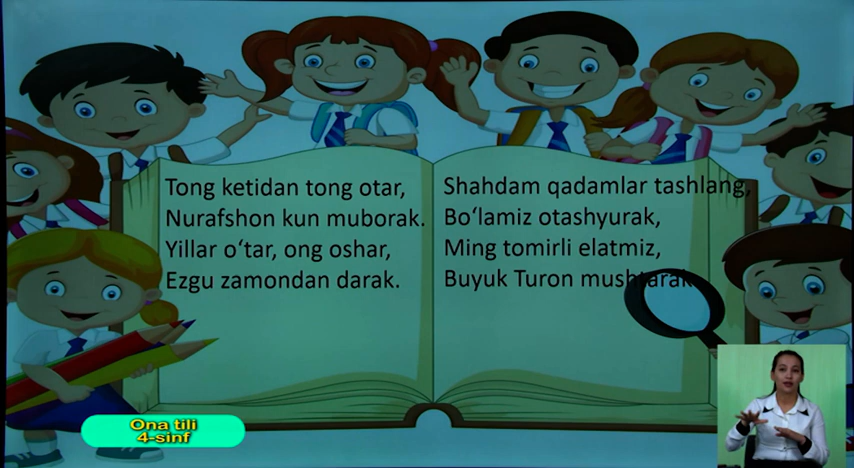 Tong ketidan tong otar,
Nurafshon kun muborak.
Yillar o‘tar, ong oshar,
Ezgu zamondan darak.
Shahdam qadamlar tashlang,
Bo‘lamiz otashyurak,
Ming tomirli elatmiz,
Buyuk Turon mushtarak
Ona tili
4-sinf